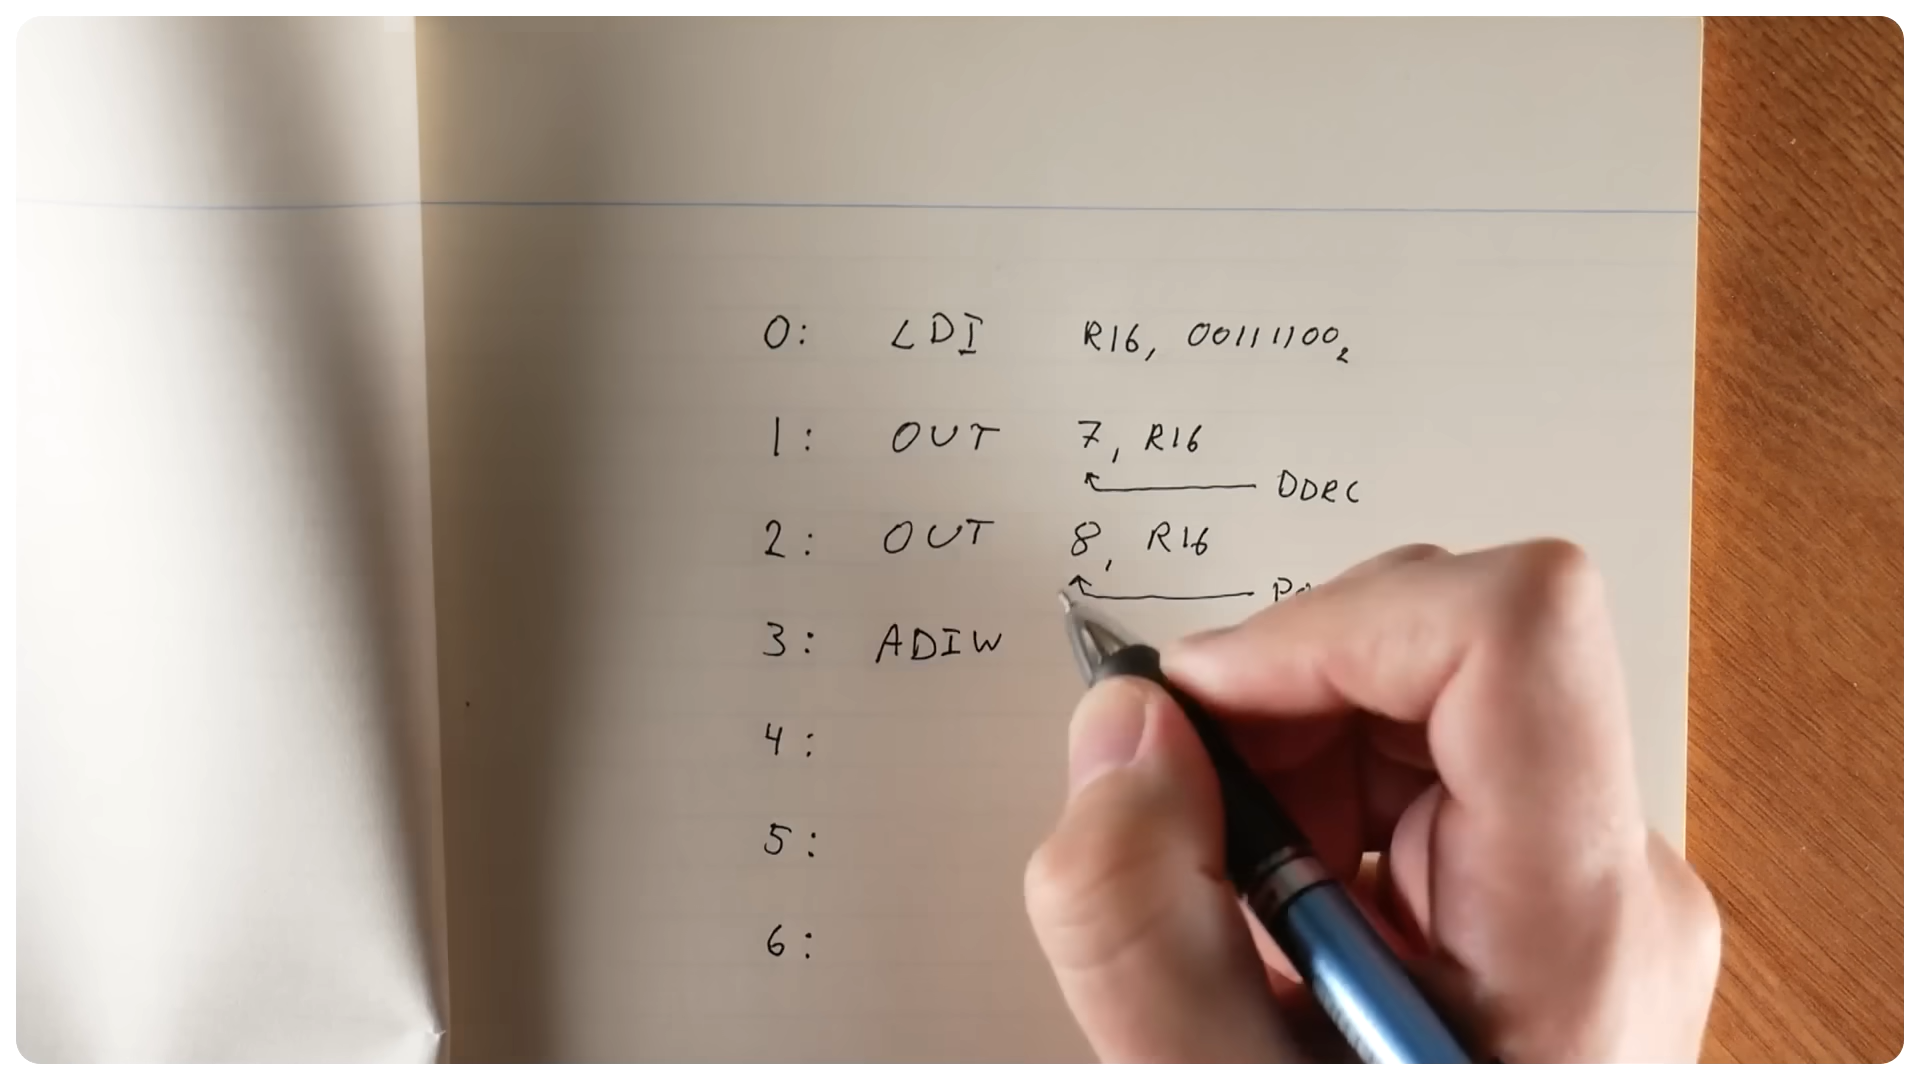 0: LDI R16, 00111100₂
1: OUT 7, R16
DDRC
2: OUT 8, R16
3: ADIW
4:
5:
6: